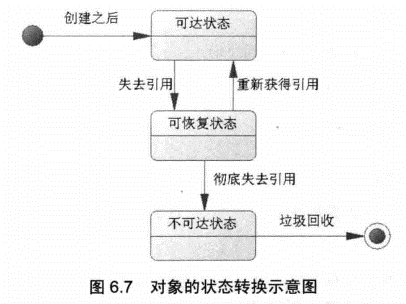 创建之后
可达状态
失去引用
重新获得引用
可恢复状态
彻底失去引用
不可达状态
垃圾回收
图 6.7 对象的状态转换示意图